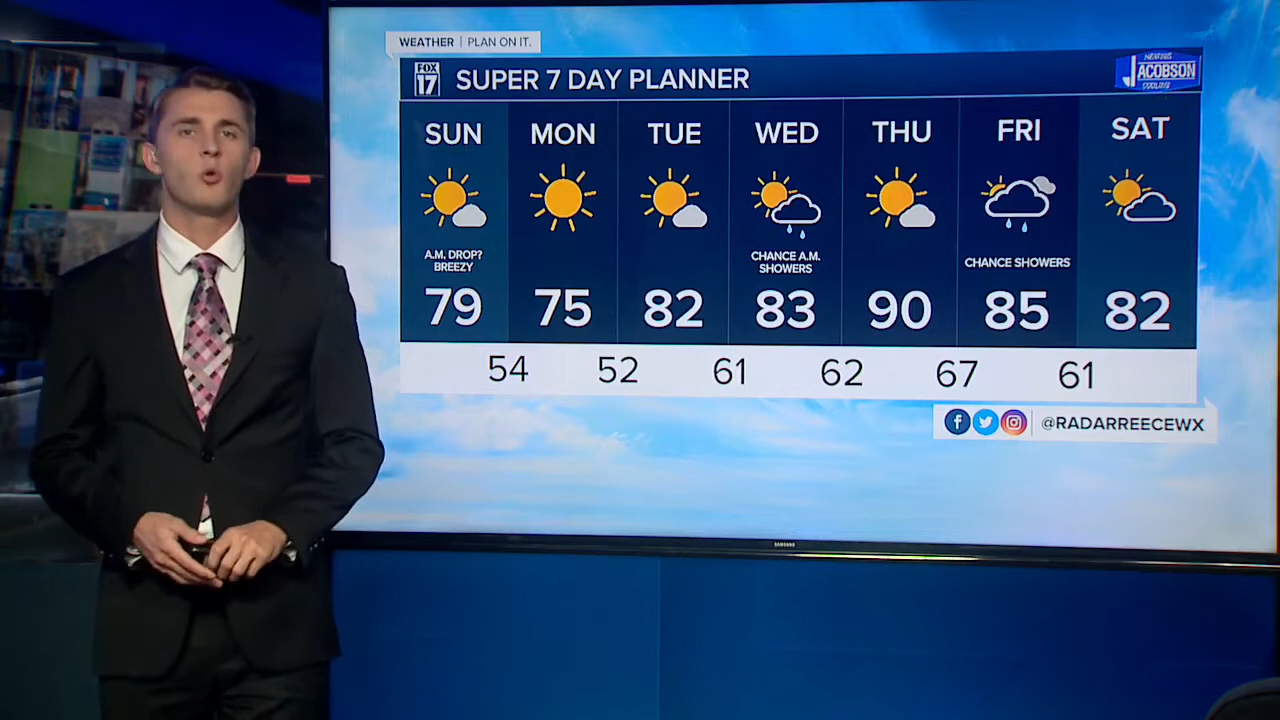 WEATHER | PLAN ON IT.
FOX 17
SUPER 7 DAY PLANNER
JACOBSON
COOLING
SUN MON TUE WED THU FRI SAT
A.M. DROP?
BREEZY
CHANCE A.M.
SHOWERS
CHANCE SHOWERS
79 75 82 83 90 85 82
54 52 61 62 67 61
@RADARREECEWX
SAMSUNG